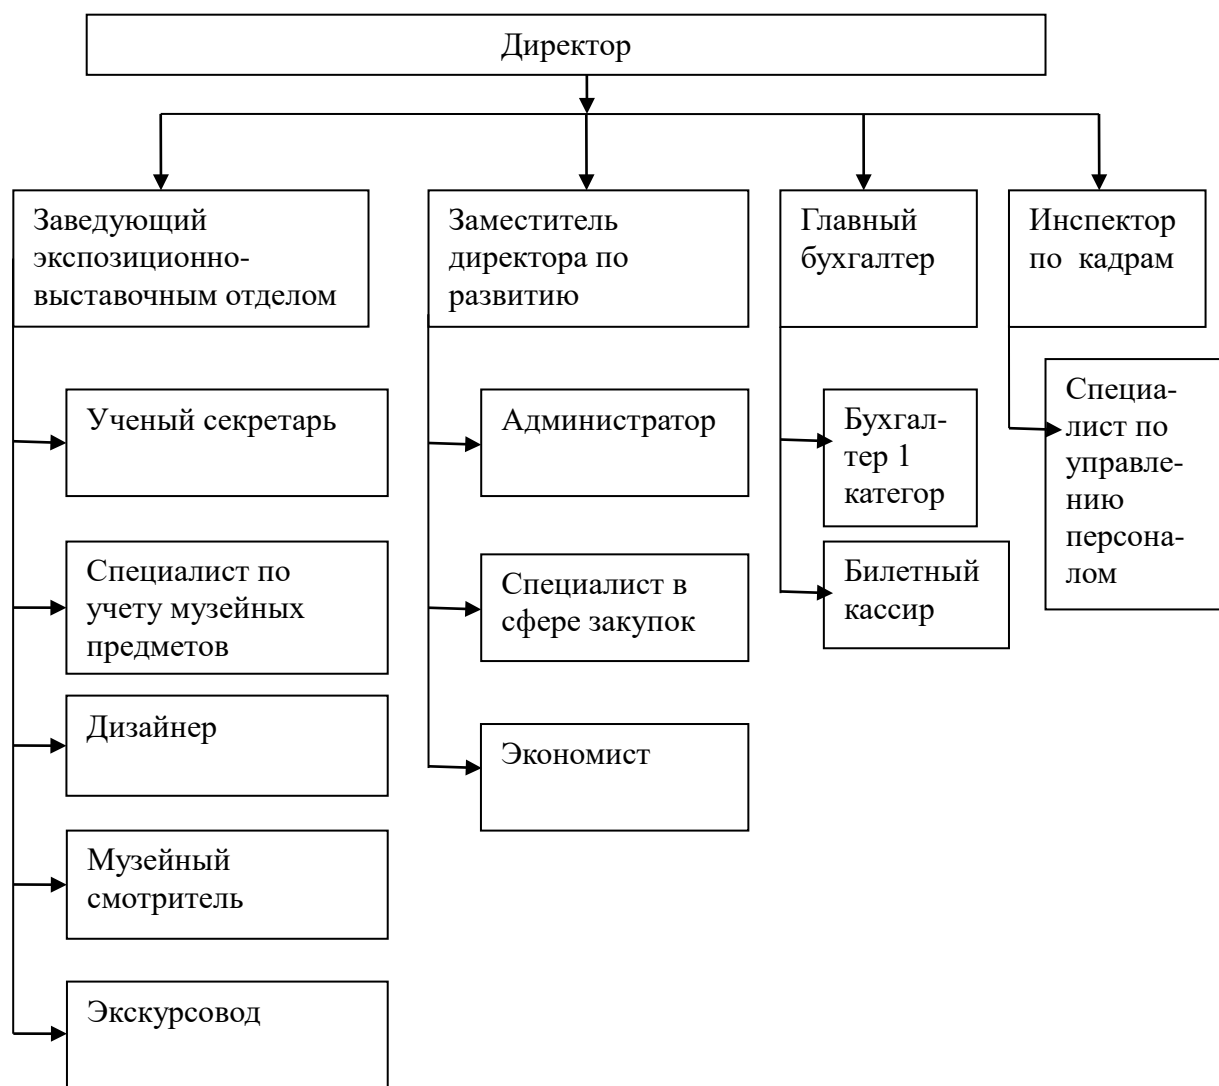 Директор
Заведующий
экспозиционно-
выставочным отделом
Заместитель
директора по
развитию
Главный
бухгалтер
Инспектор
по кадрам
Ученый секретарь
Специалист по
учету музейных
предметов
Дизайнер
Музейный
смотритель
Экскурсовод
Администратор
Специалист в
сфере закупок
Экономист
Бухгал-
тер 1
категор
Билетный
кассир
Специа-
лист по
управле-
нию
персона-
лом